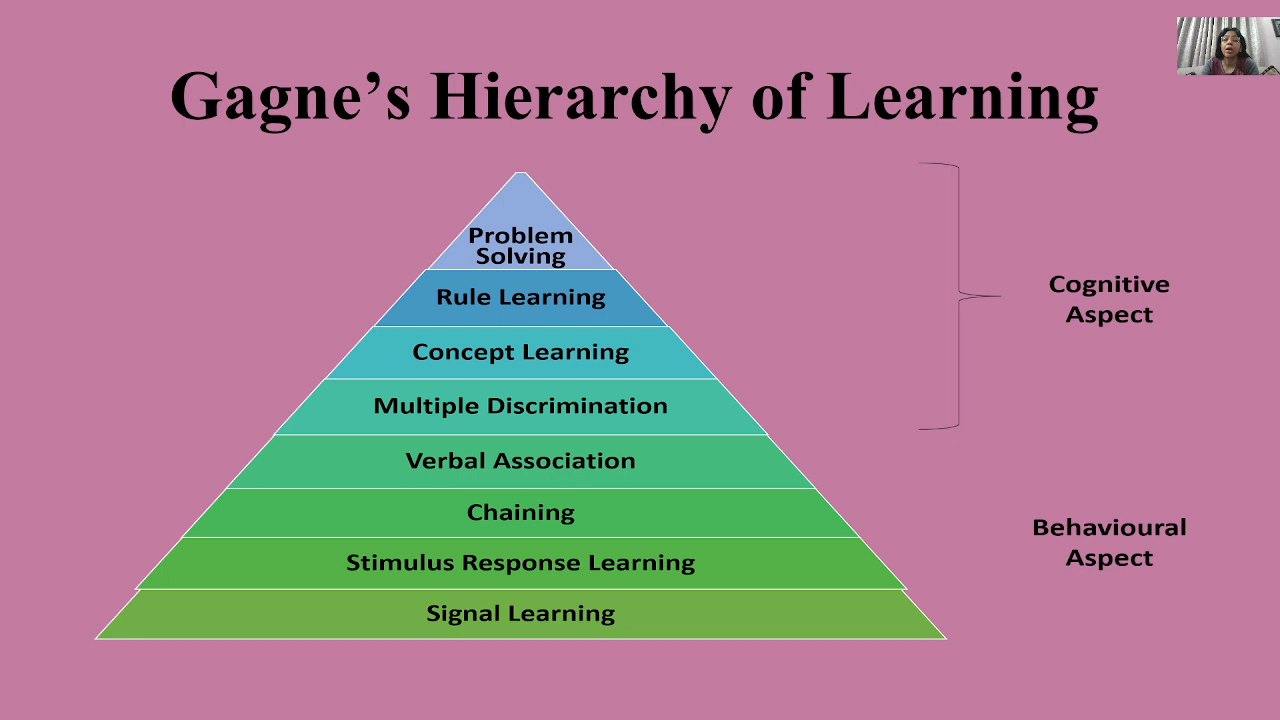 Gagne’s Hierarchy of Learning
Problem
Solving
Rule Learning
Concept Learning
Multiple Discrimination
Verbal Association
Chaining
Stimulus Response Learning
Signal Learning
Cognitive
Aspect
Behavioural
Aspect